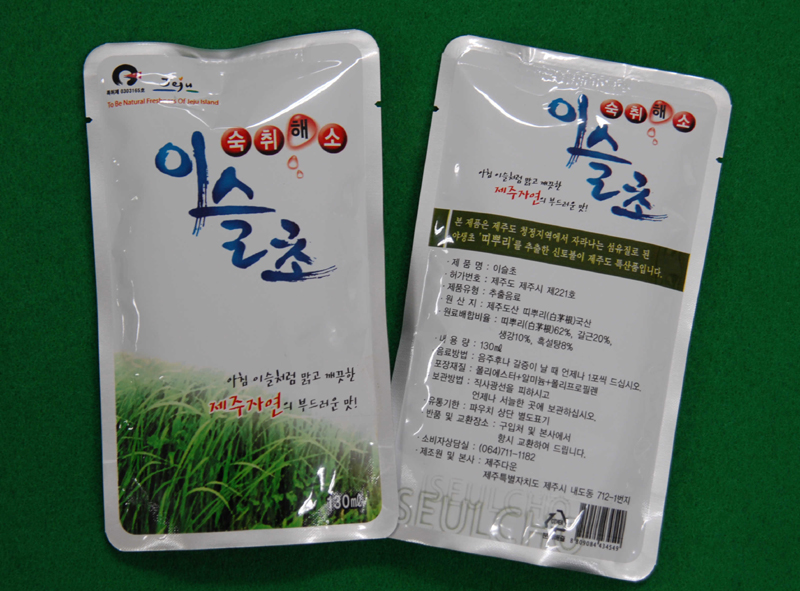 특허제 0303160호
Jeju
To Be Natural Of Jeju Island
숙취해소
이슬초
아침 이슬처럼 맑고 깨끗한
제주자연의 부드러운 맛!
130㎖
숙취해소
이슬초
아침 이슬처럼 맑고 깨끗한
제주자연의 부드러운 맛!
본 제품은 제주도 청정지역에서 자라나는 섬유질로 된
야생초 '띠뿌리'를 추출한 신토불이 제주도 특산품입니다.
· 제 품 명 : 이슬초
· 허가번호 : 제주도 제주시 제221호
· 제품유형 : 추출음료
· 원 산 지 : 제주도산 띠뿌리(白茅根)국산
· 원료배합비율 : 띠뿌리(白茅根)62%, 갈근20%,
생강10%, 흑설탕8%
· 내 용 량 : 130㎖
· 음료방법 : 음주후나 갈증이 날 때 언제나 1포씩 드십시오.
· 포장재질 : 폴리에스터+알미늄+폴리프로필렌
· 보관방법 : 직사광선을 피하시고
언제나 서늘한 곳에 보관하십시오.
· 유통기한 : 파우치 상단 별도표기
· 반품 및 교환장소 : 구입처 및 본사에서
항시 교환하여 드립니다.
· 소비자상담실 : (064)711-1182
· 제조원 및 본사 : 제주다운
제주특별자치도 제주시 내도동 712-1번지
SEULCHO
SEULCHO